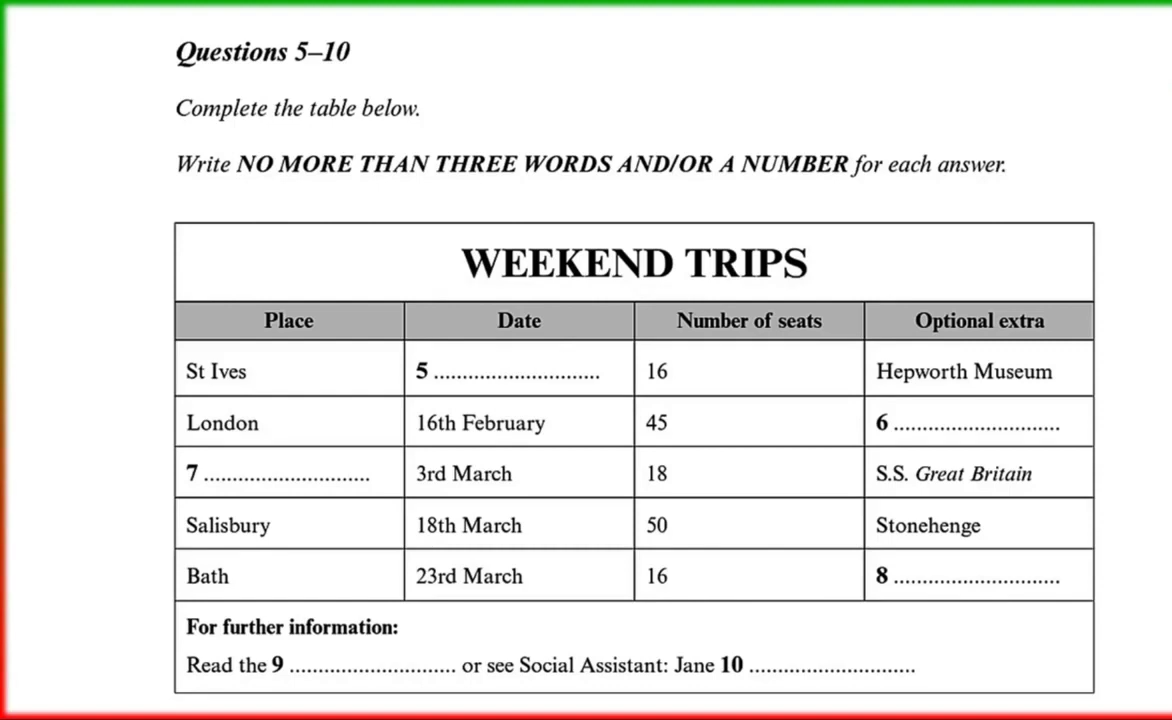 Questions 5–10
Complete the table below.
Write NO MORE THAN THREE WORDS AND/OR A NUMBER for each answer.
WEEKEND TRIPS
Place Date Number of seats Optional extra
St Ives 5 ............................. 16 Hepworth Museum
London 16th February 45 6 .............................
7 ............................. 3rd March 18 S.S. Great Britain
Salisbury 18th March 50 Stonehenge
Bath 23rd March 16 8 .............................
For further information:
Read the 9 ............................. or see Social Assistant: Jane 10 .............................